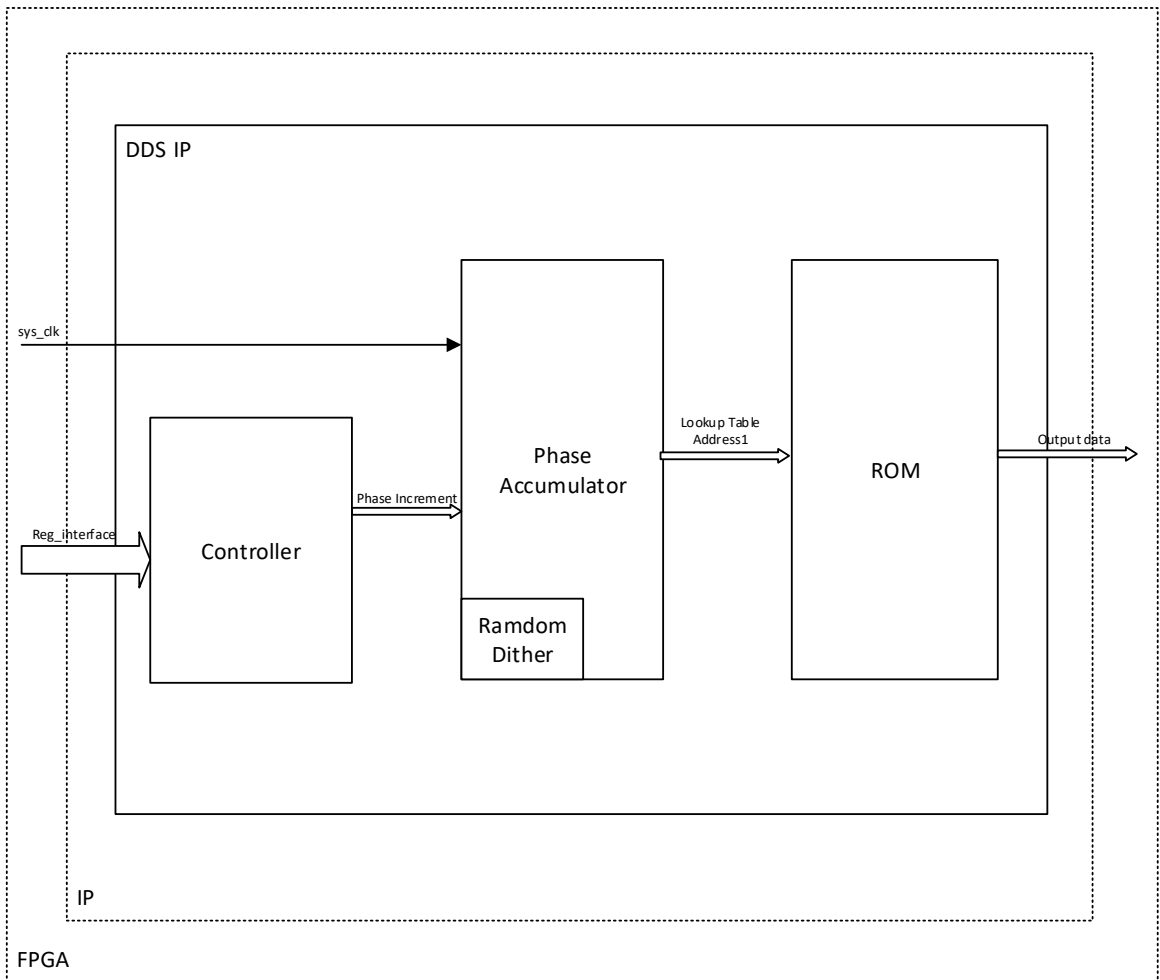 DDS IP
sys_clk
Lookup Table
Address1
Output data
Phase
Accumulator
ROM
Phase Increment
Reg_interface
Controller
Ramdom
Dither
IP
FPGA